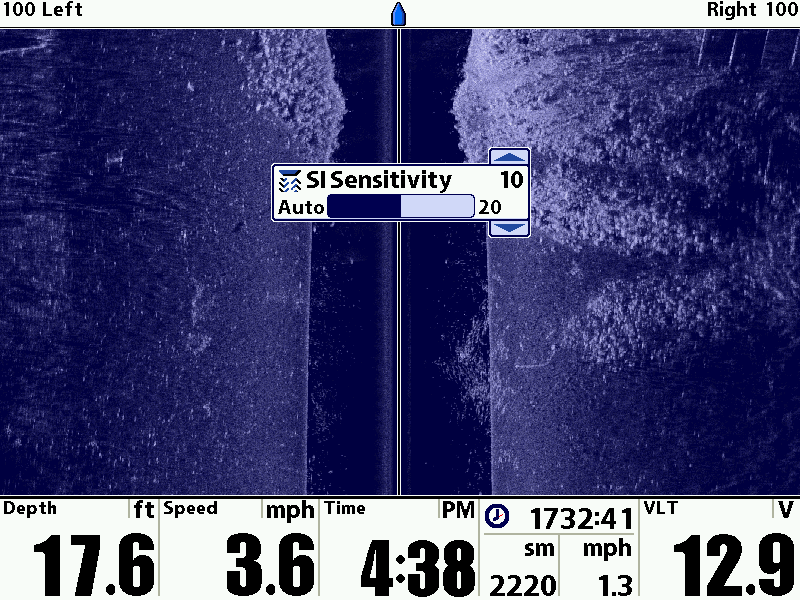 100 Left
Right 100
SI Sensitivity 10
Auto 20
Depth ft
17.6
Speed mph
3.6
Time PM
4:38
1732:41
sm mph
2220 1.3
VLT V
12.9